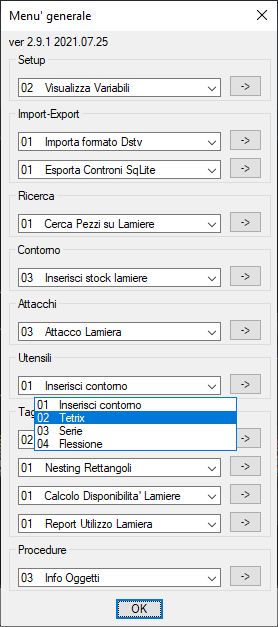 Menu' generale
ver 2.9.1 2021.07.25
Setup
02 Visualizza Variabili
->
Import-Export
01 Importa formato Dstv
->
01 Esporta Controni SqLite
->
Ricerca
01 Cerca Pezzi su Lamiere
->
Contorno
03 Inserisci stock lamiere
->
Attacchi
03 Attacco Lamiera
->
Utensili
01 Inserisci contorno
->
01 Inserisci contorno
02 Tetrix
03 Serie
04 Flessione
02
->
01 Nesting Rettangoli
->
01 Calcolo Disponibilita' Lamiere
->
01 Report Utilizzo Lamiera
->
Procedure
03 Info Oggetti
->
OK